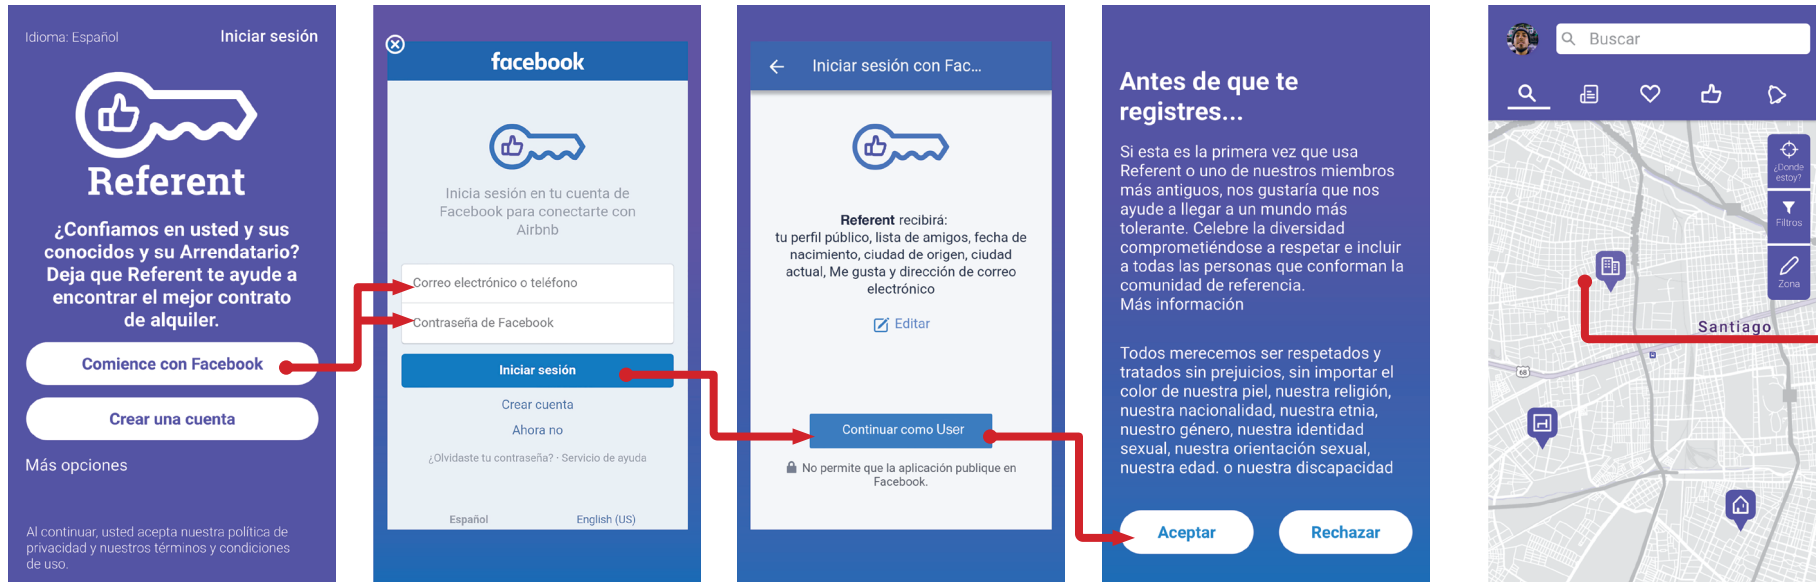 Idioma: Español
Iniciar sesión
Referent
¿Confiamos en usted y sus
conocidos y su Arrendatario?
Deja que Referent te ayude a
encontrar el mejor contrato
de alquiler.
Comience con Facebook
Crear una cuenta
Más opciones
Al continuar, usted acepta nuestra política de
privacidad y nuestros términos y condiciones
de uso.
facebook
Inicia sesión en tu cuenta de
Facebook para conectarte con
Airbnb
Correo electrónico o teléfono
Contraseña de Facebook
Iniciar sesión
Crear cuenta
Ahora no
¿Olvidaste tu contraseña? · Servicio de ayuda
Español
English (US)
Iniciar sesión con Fac...
Referent recibirá:
tu perfil público, lista de amigos, fecha de
nacimiento, ciudad de origen, ciudad
actual, Me gusta y dirección de correo
electrónico
Editar
Continuar como User
No permite que la aplicación publique en
Facebook.
Antes de que te
registres...
Si esta es la primera vez que usa
Referent o uno de nuestros miembros
más antiguos, nos gustaría que nos
ayude a llegar a un mundo más
tolerante. Celebre la diversidad
comprometiéndose a respetar e incluir
a todas las personas que conforman la
comunidad de referencia.
Más información
Todos merecemos ser respetados y
tratados sin prejuicios, sin importar el
color de nuestra piel, nuestra religión,
nuestra nacionalidad, nuestra etnia,
nuestro género, nuestra identidad
sexual, nuestra orientación sexual,
nuestra edad. o nuestra discapacidad
Aceptar
Rechazar
Buscar
¿Donde
estoy?
Filtros
Zona
Santiago
68